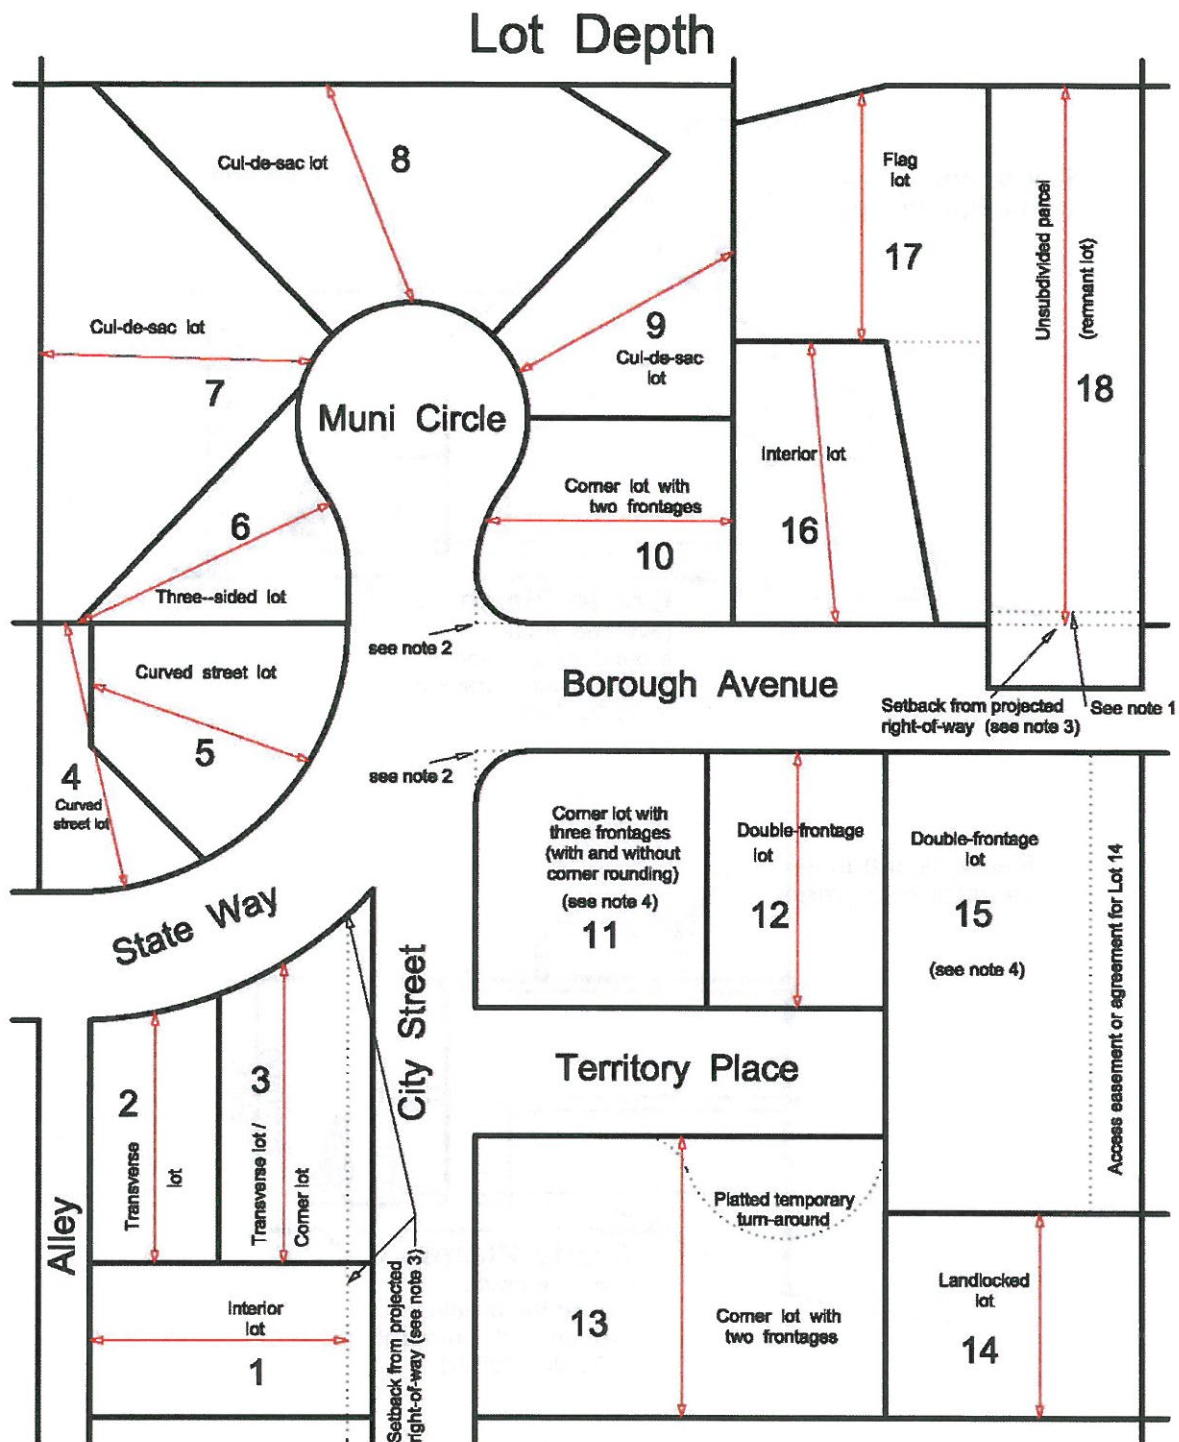 Lot Depth
Cul-de-sac lot
8
Flag
lot
17
Unsubdivided parcel
(remnant lot)
18
Cul-de-sac lot
7
9
Cul-de-sac
lot
Muni Circle
Interior lot
16
Corner lot with
two frontages
10
6
Three--sided lot
see note 2
Curved street lot
5
Borough Avenue
Setback from projected
right-of-way (see note 3)
See note 1
4
Curved
street lot
see note 2
Corner lot with
three frontages
(with and without
corner rounding)
(see note 4)
11
Double-frontage
lot
12
Double-frontage
lot
15
(see note 4)
Access easement or agreement for Lot 14
State Way
City Street
Territory Place
2
Transverse
lot
3
Transverse lot /
Corner lot
Alley
Platted temporary
turn-around
Setback from projected
right-of-way (see note 3)
Interior
lot
1
13
Corner lot with
two frontages
Landlocked
lot
14